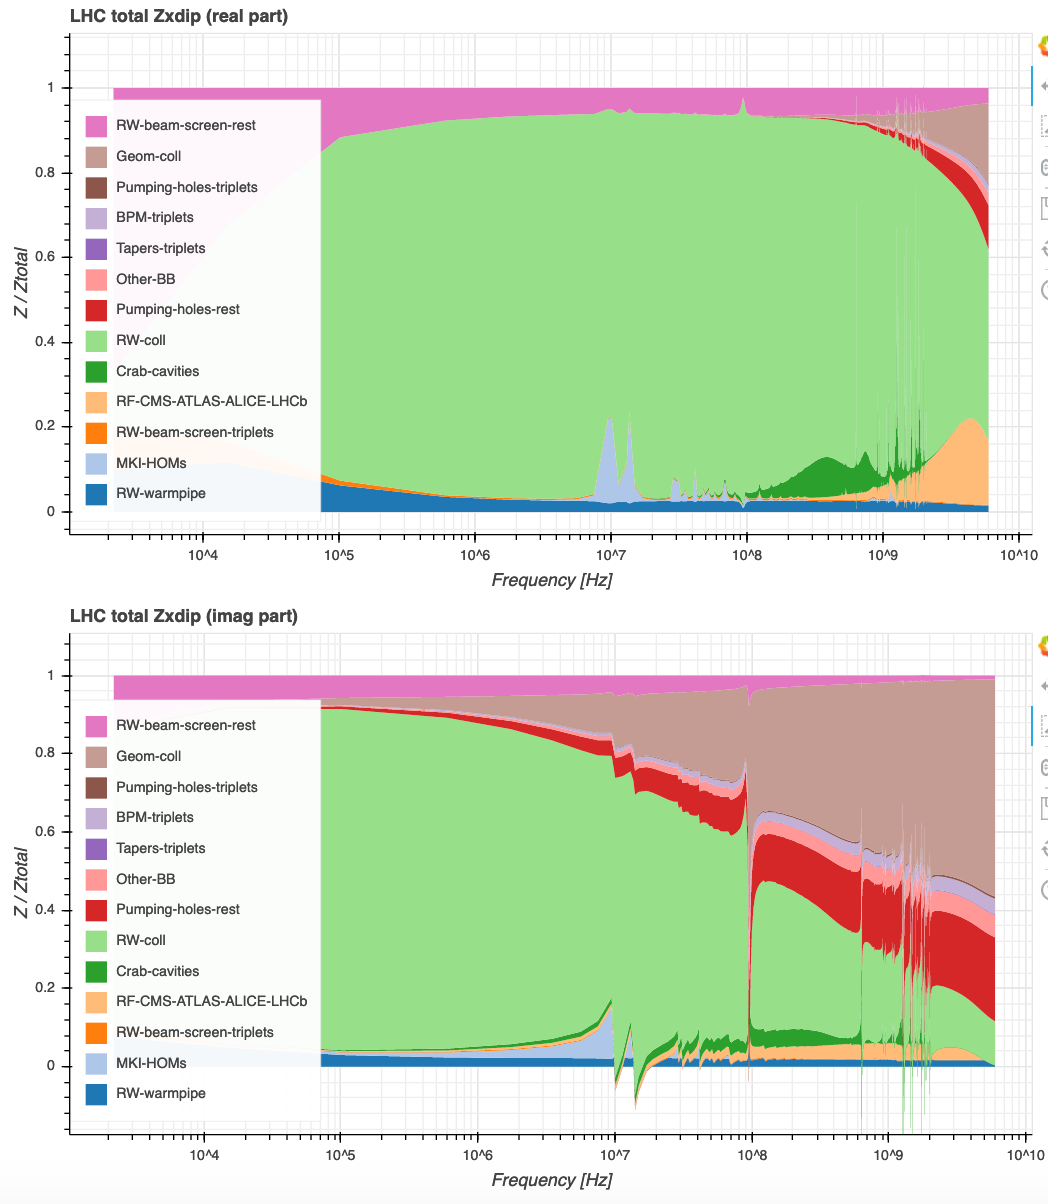 LHC total Zxdip (real part)
1
0.8
0.6
0.4
0.2
0
Z / Ztotal
RW-beam-screen-rest
Geom-coll
Pumping-holes-triplets
BPM-triplets
Tapers-triplets
Other-BB
Pumping-holes-rest
RW-coll
Crab-cavities
RF-CMS-ATLAS-ALICE-LHCb
RW-beam-screen-triplets
MKI-HOMs
RW-warmpipe
10^4 10^5 10^6 10^7 10^8 10^9 10^10
Frequency [Hz]
LHC total Zxdip (imag part)
1
0.8
0.6
0.4
0.2
0
Z / Ztotal
RW-beam-screen-rest
Geom-coll
Pumping-holes-triplets
BPM-triplets
Tapers-triplets
Other-BB
Pumping-holes-rest
RW-coll
Crab-cavities
RF-CMS-ATLAS-ALICE-LHCb
RW-beam-screen-triplets
MKI-HOMs
RW-warmpipe
10^4 10^5 10^6 10^7 10^8 10^9 10^10
Frequency [Hz]